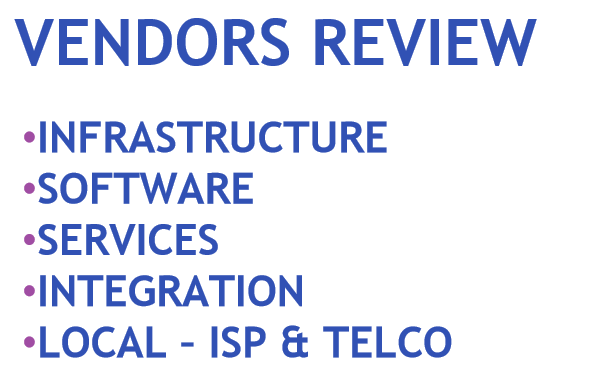 VENDORS REVIEW
•INFRASTRUCTURE
•SOFTWARE
•SERVICES
•INTEGRATION
•LOCAL – ISP & TELCO